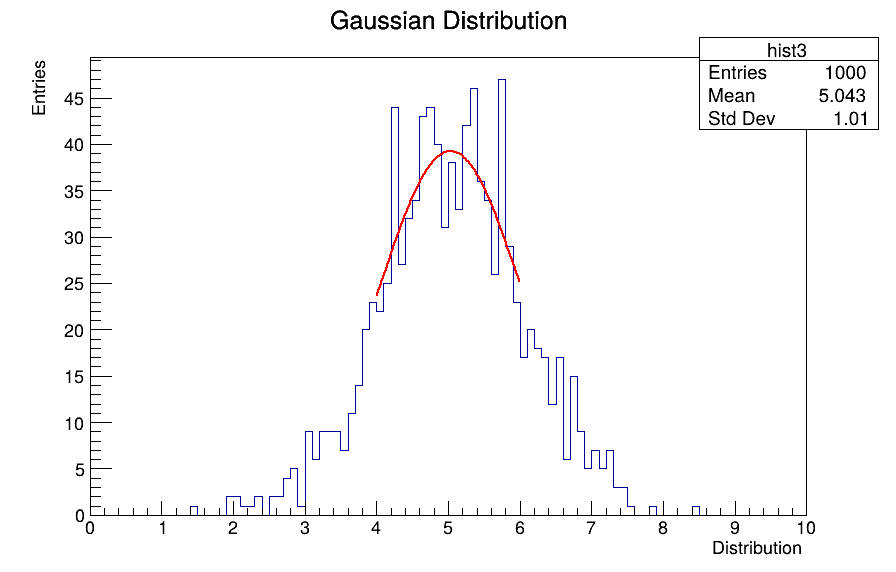 Gaussian Distribution
hist3
Entries 1000
Mean 5.043
Std Dev 1.01
Entries
45
40
35
30
25
20
15
10
5
0
0 1 2 3 4 5 6 7 8 9 10
Distribution